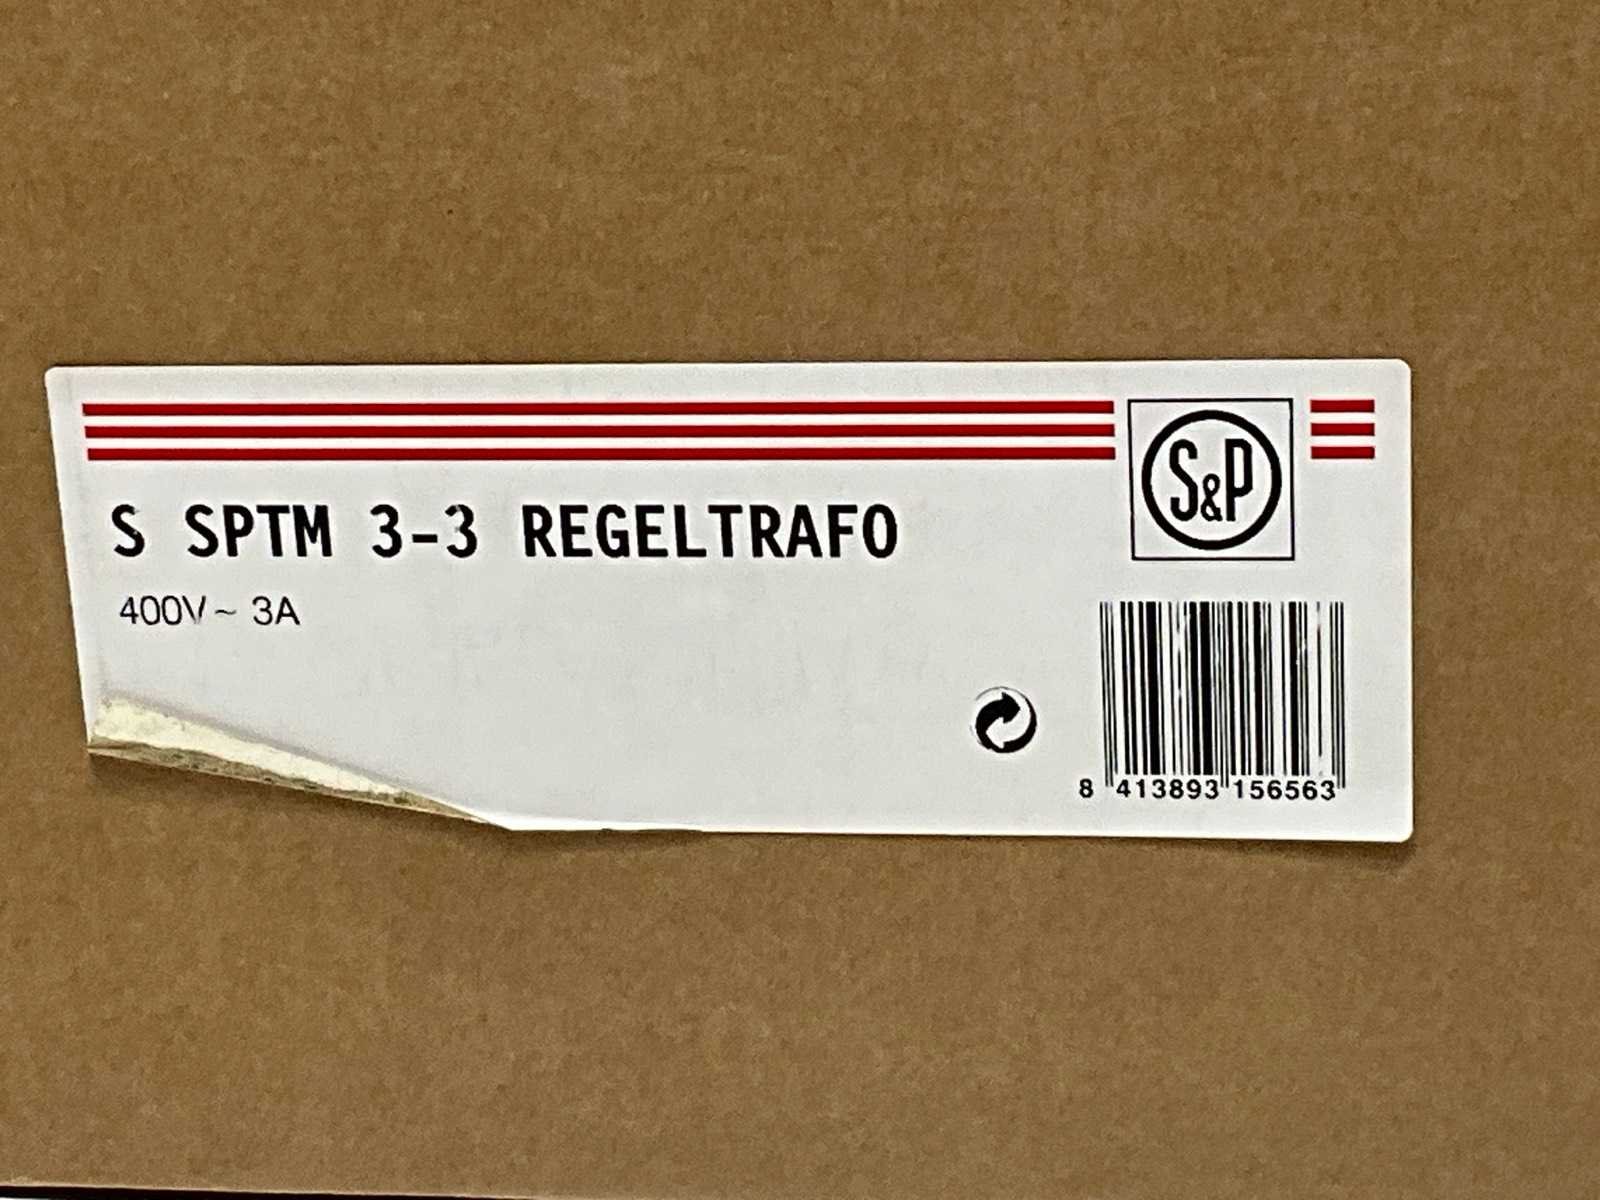 S&P
S SPTM 3-3 REGELTRAFO
400V~ 3A
8 413893 156563